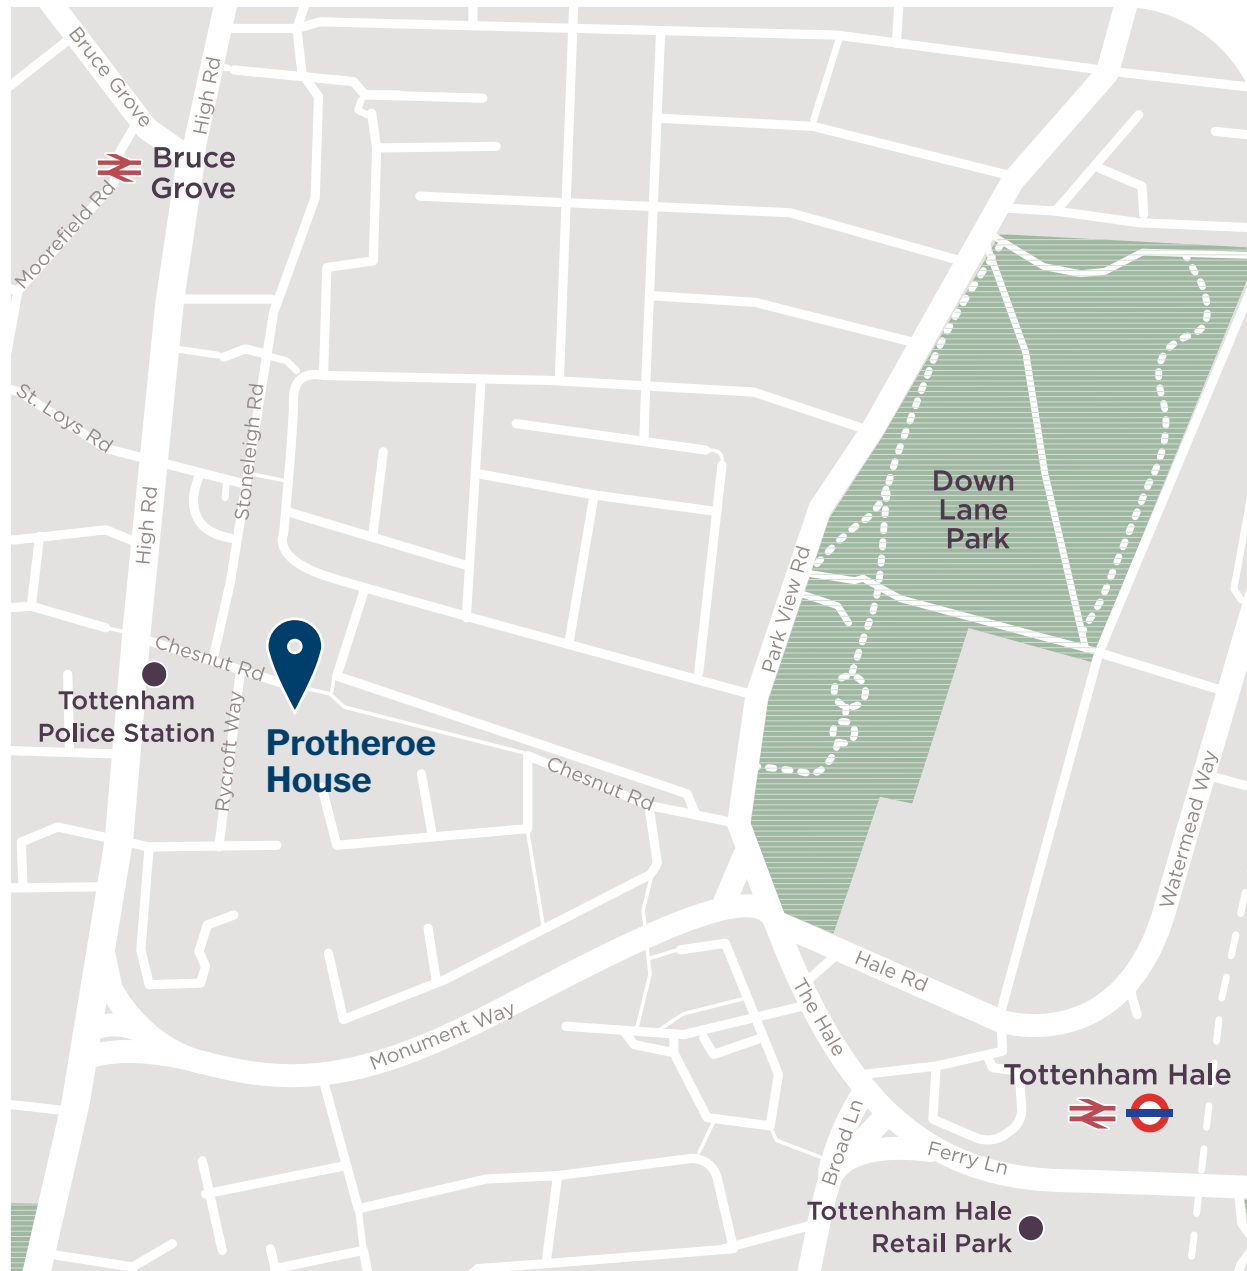 Bruce Grove
High Rd
Bruce
Grove
Moorefield Rd
St. Loys Rd
Stoneleigh Rd
High Rd
Down
Lane
Park
Park View Rd
Chesnut Rd
Tottenham
Police Station
Rycroft Way
Protheroe
House
Chesnut Rd
Watermead Way
Hale Rd
The Hale
Monument Way
Tottenham Hale
Broad Ln
Ferry Ln
Tottenham Hale
Retail Park